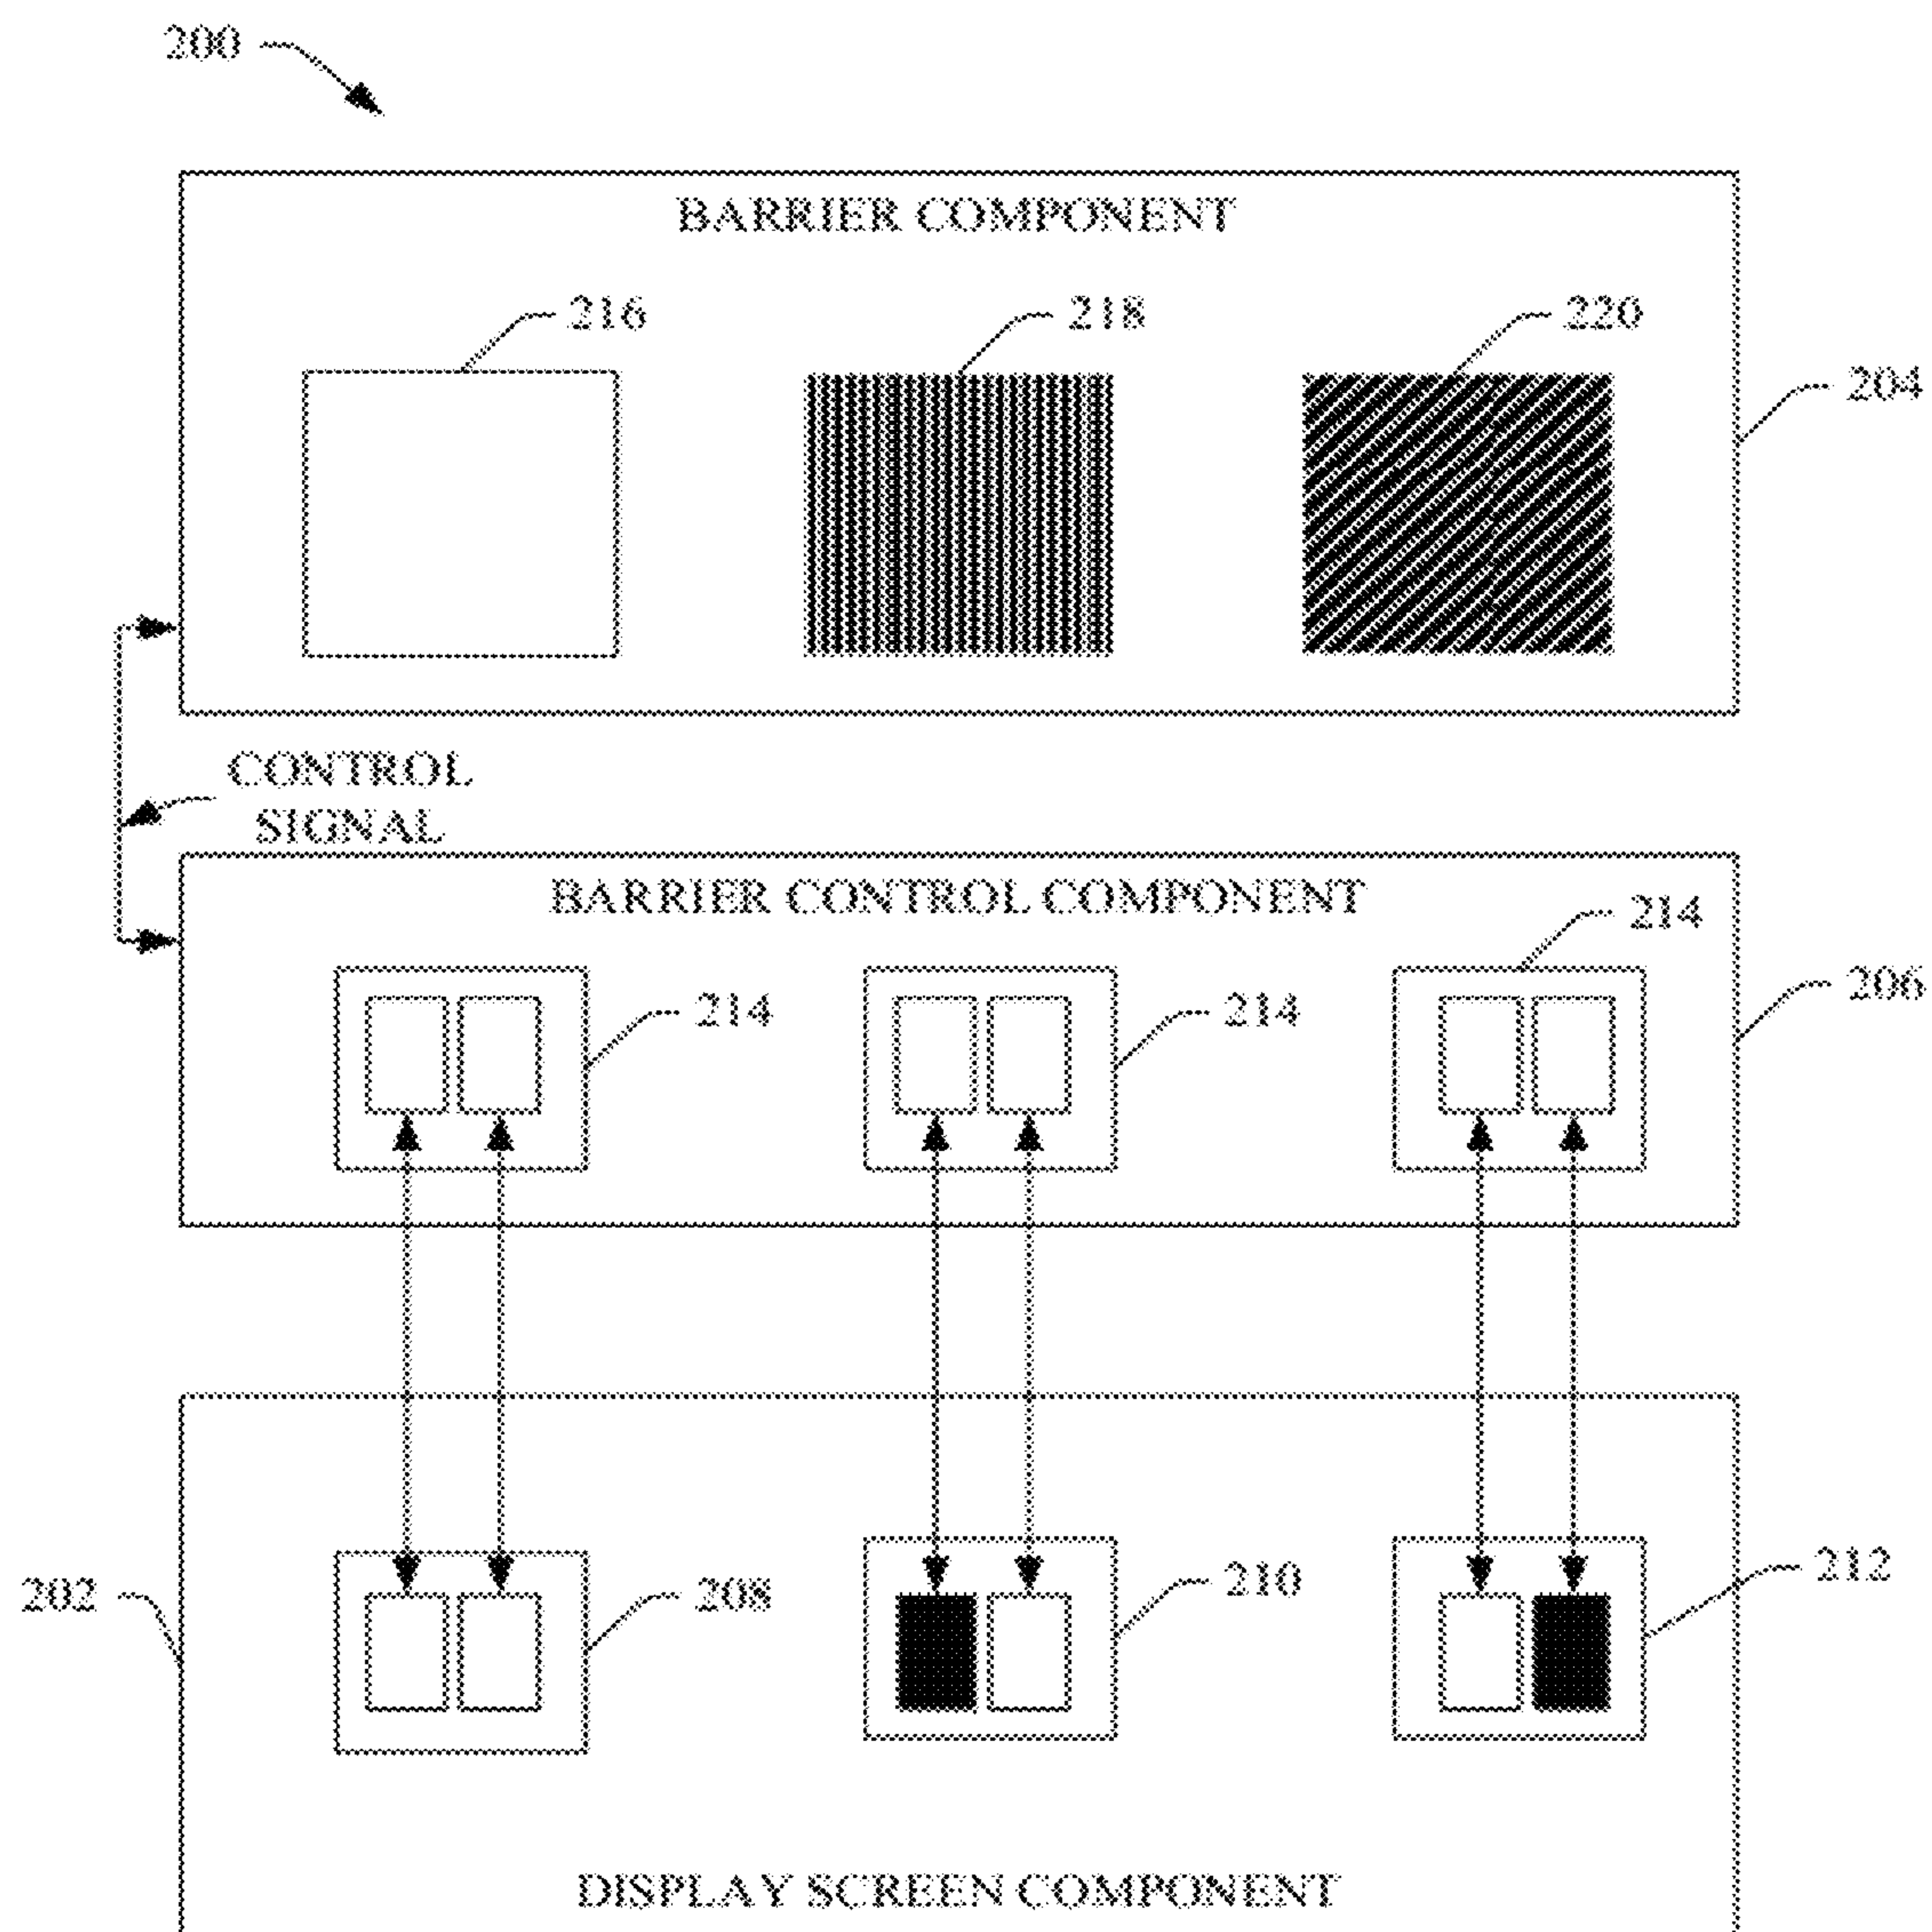 200
BARRIER COMPONENT
216
218
220
204
CONTROL
SIGNAL
BARRIER CONTROL COMPONENT
214
214
214
206
202
208
210
212
DISPLAY SCREEN COMPONENT